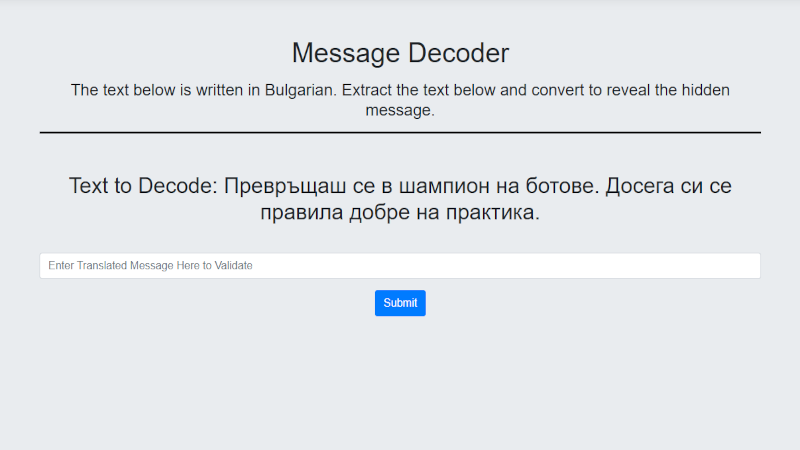 Message Decoder
The text below is written in Bulgarian. Extract the text below and convert to reveal the hidden
message.
Text to Decode: Превръщаш се в шампион на ботове. Досега си се
правила добре на практика.
Enter Translated Message Here to Validate
Submit